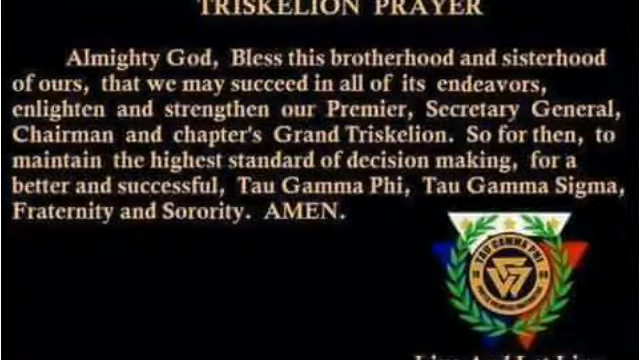 TRISKELION PRAYER
Almighty God, Bless this brotherhood and sisterhood
of ours, that we may succeed in all of its endeavors,
enlighten and strengthen our Premier, Secretary General,
Chairman and chapter's Grand Triskelion. So for then, to
maintain the highest standard of decision making, for a
better and successful, Tau Gamma Phi, Tau Gamma Sigma,
Fraternity and Sorority. AMEN.
TAU GAMMA PHI